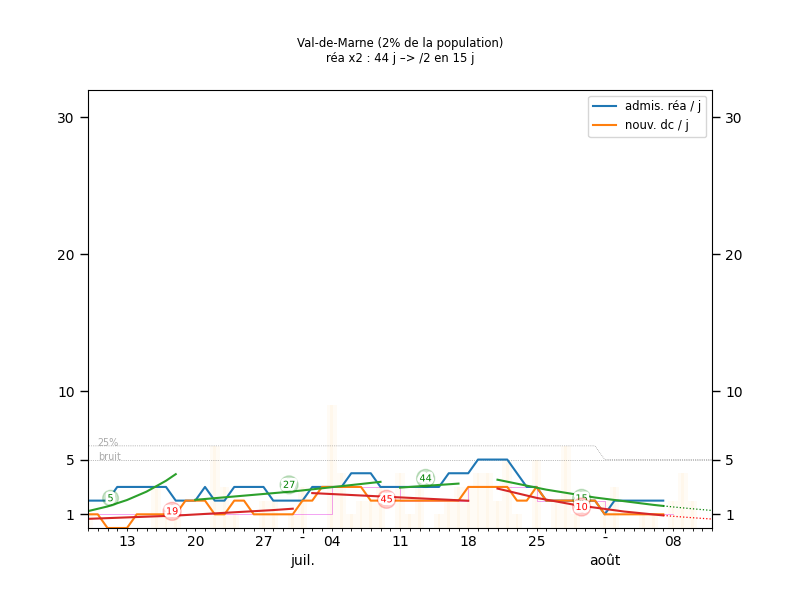 Val-de-Marne (2% de la population)
réa x2 : 44 j –> /2 en 15 j
admis. réa / j
nouv. dc / j
30 30
20 20
10 10
25%
bruit
5 5
1 1
5 19 27 45 44 15 10
13 20 27 - 04 11 18 25 - 08
juil. août